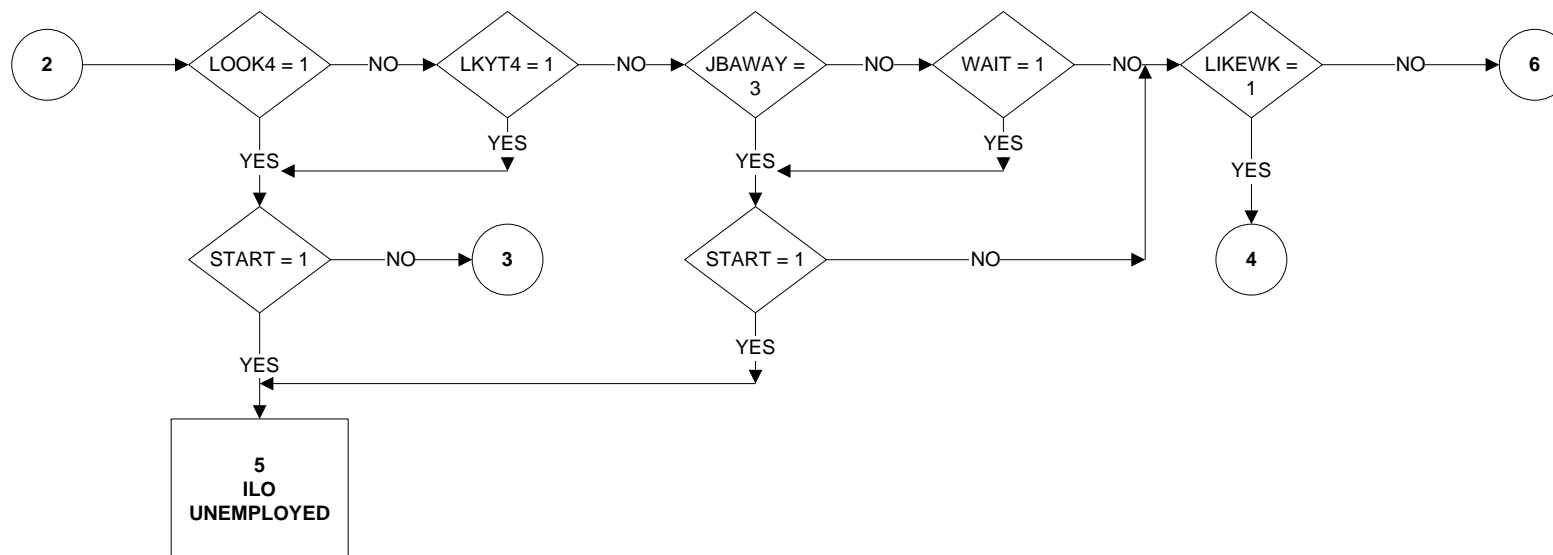 2
LOOK4 = 1
NO
LKYT4 = 1
NO
JBAWAY =
3
NO
WAIT = 1
NO
LIKEWK =
1
NO
6
YES
YES
YES
YES
YES
START = 1
NO
3
START = 1
NO
4
YES
YES
5
ILO
UNEMPLOYED